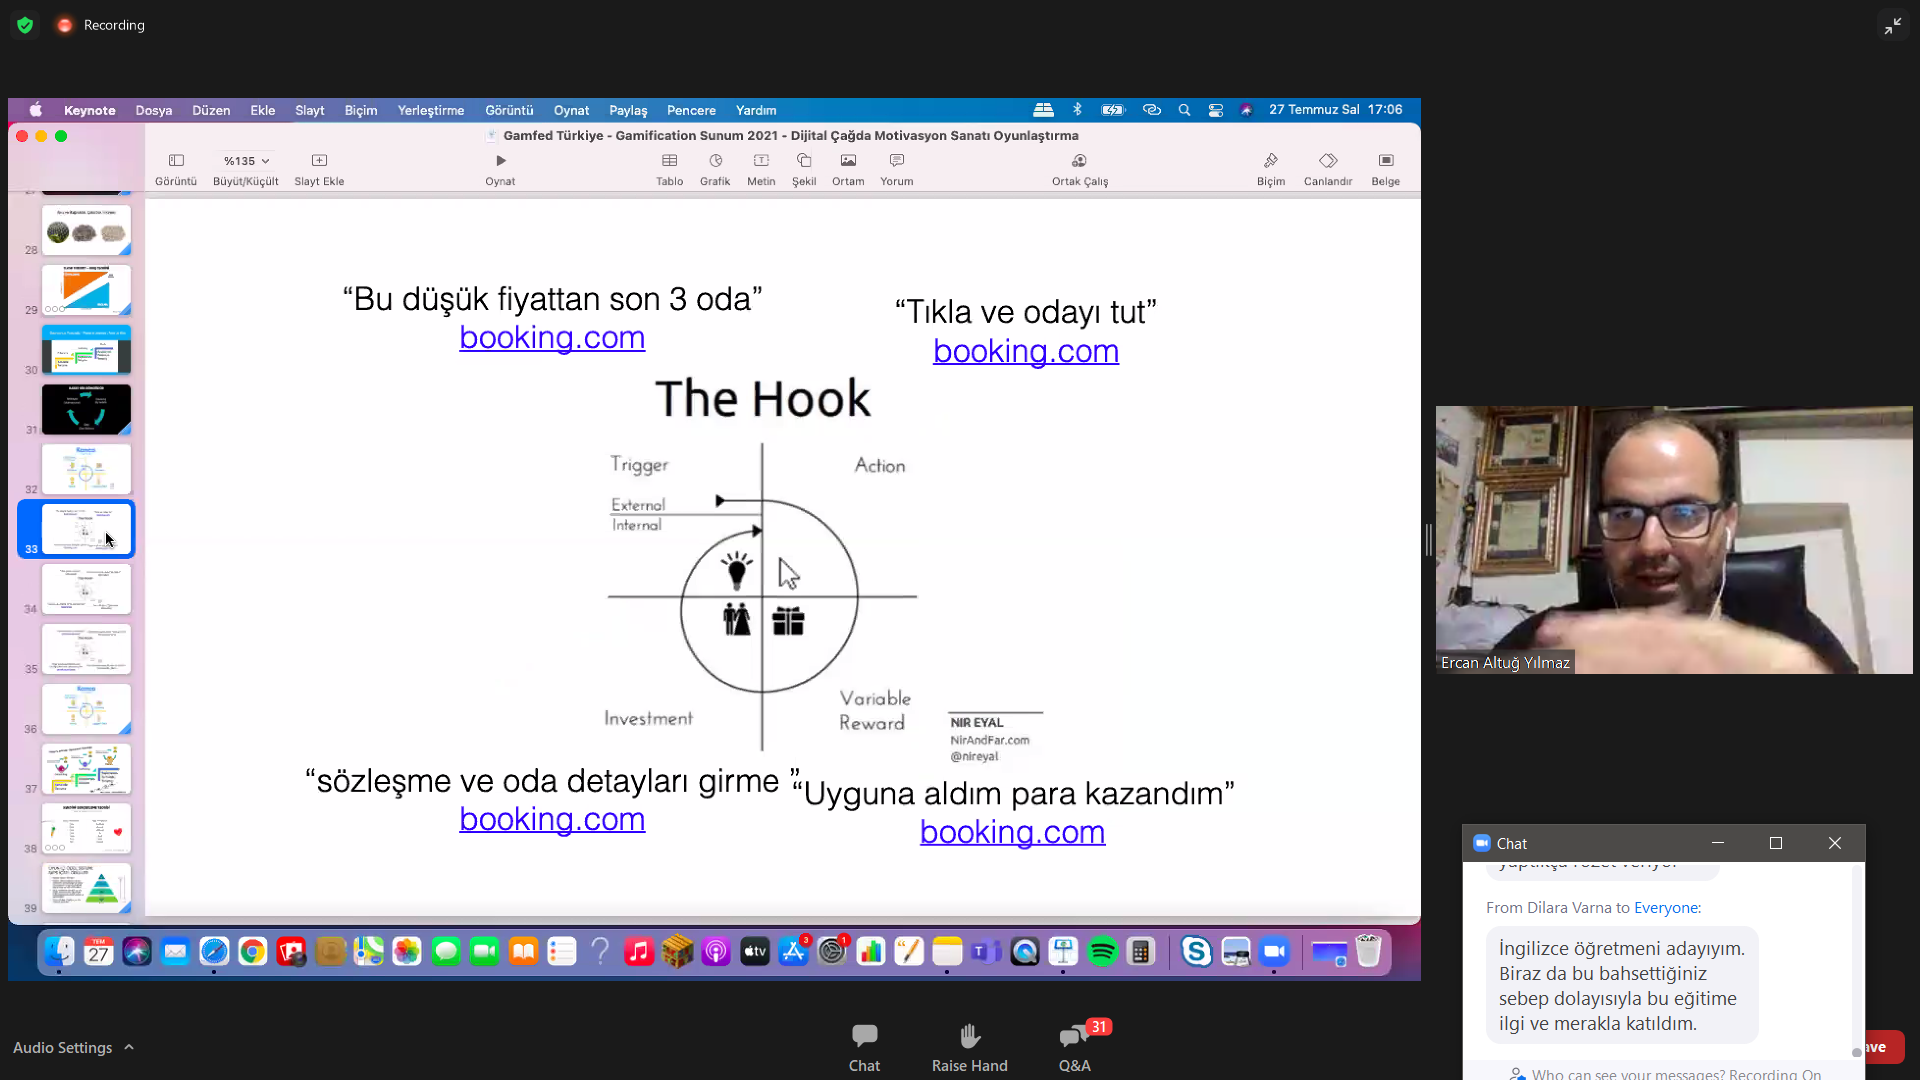 Recording
Keynote Dosya Düzen Ekle Slayt Biçim Yerleştirme Görüntü Oynat Paylaş Pencere Yardım
27 Temmuz Sal 17:06
Gamfed Türkiye - Gamification Sunum 2021 - Dijital Çağda Motivasyon Sanatı Oyunlaştırma
%135
Görüntü Büyüt/Küçült Slayt Ekle Oynat Tablo Grafik Metin Şekil Ortam Yorum Ortak Çalış Biçim Canlandır Belge
28
29
30
31
32
33
34
35
36
37
38
39
“Bu düşük fiyattan son 3 oda”
booking.com
“Tıkla ve odayı tut”
booking.com
The Hook
Trigger
Action
External
Internal
Investment
Variable
Reward
NIR EYAL
NirAndFar.com
@nireyal
“sözleşme ve oda detayları girme ”
booking.com
“Uyguna aldım para kazandım”
booking.com
TEM
27
tv
3
1
Ercan Altuğ Yılmaz
Chat
From Dilara Varna to Everyone:
İngilizce öğretmeni adayıyım.
Biraz da bu bahsettiğiniz
sebep dolayısıyla bu eğitime
ilgi ve merakla katıldım.
Who can see your messages? Recording On
Audio Settings
Chat
Raise Hand
31
Q&A